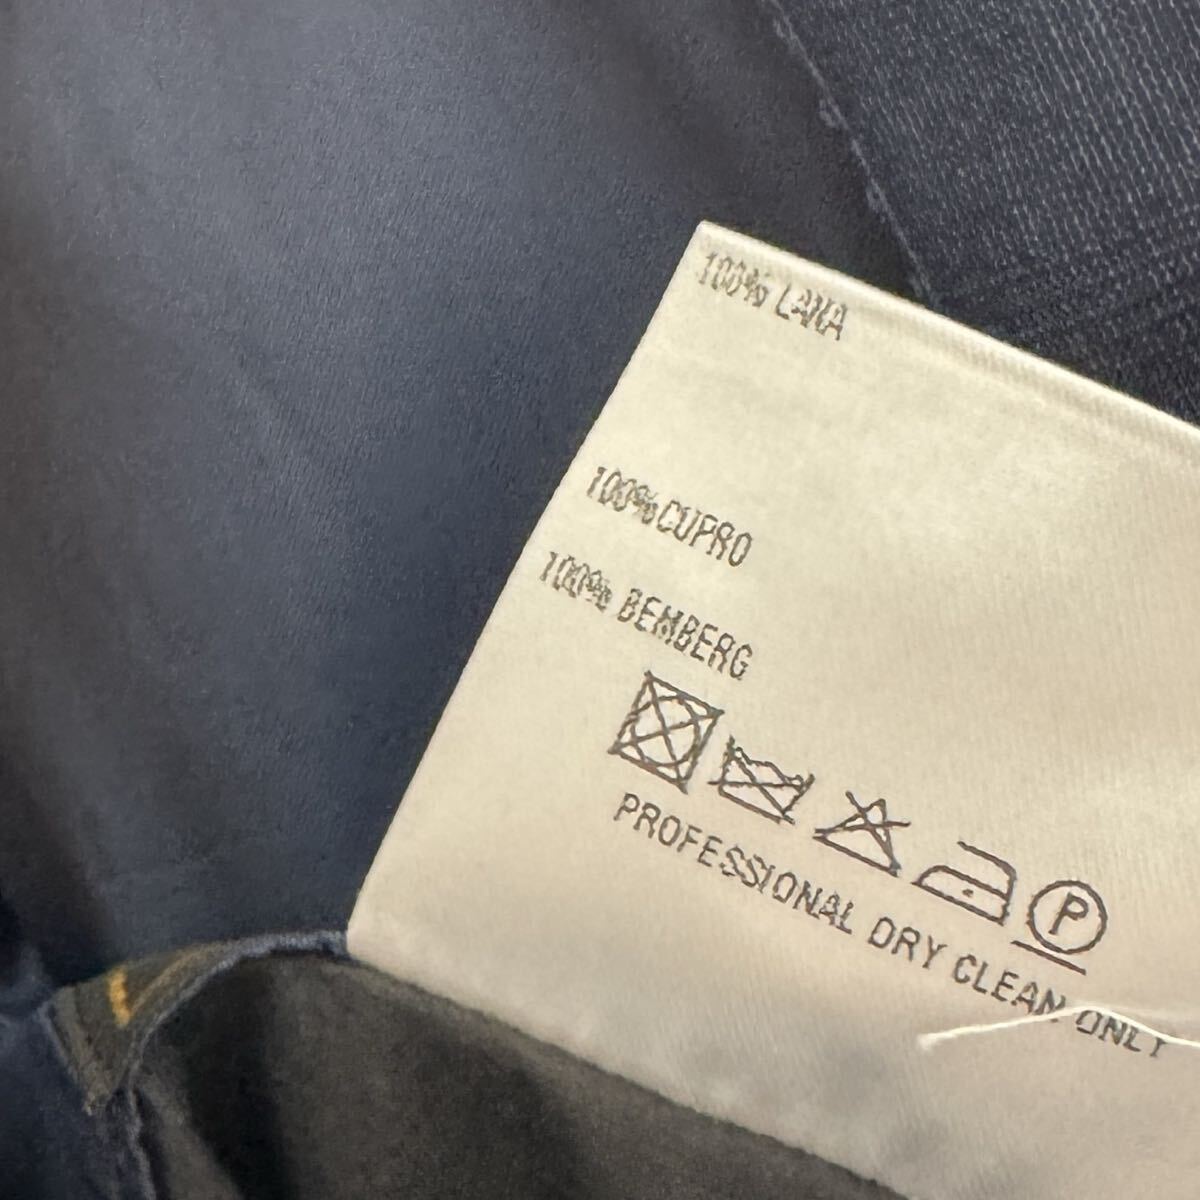 100% LANA
100%CUPRO
100% BEMBERG
P
PROFESSIONAL DRY CLEAN ONLY